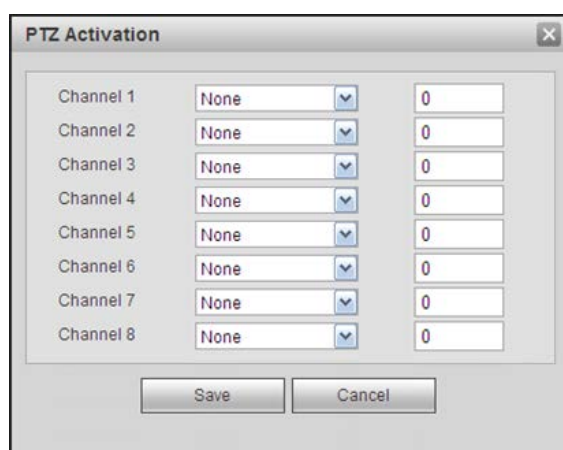 PTZ Activation
Channel 1 None 0
Channel 2 None 0
Channel 3 None 0
Channel 4 None 0
Channel 5 None 0
Channel 6 None 0
Channel 7 None 0
Channel 8 None 0
Save Cancel